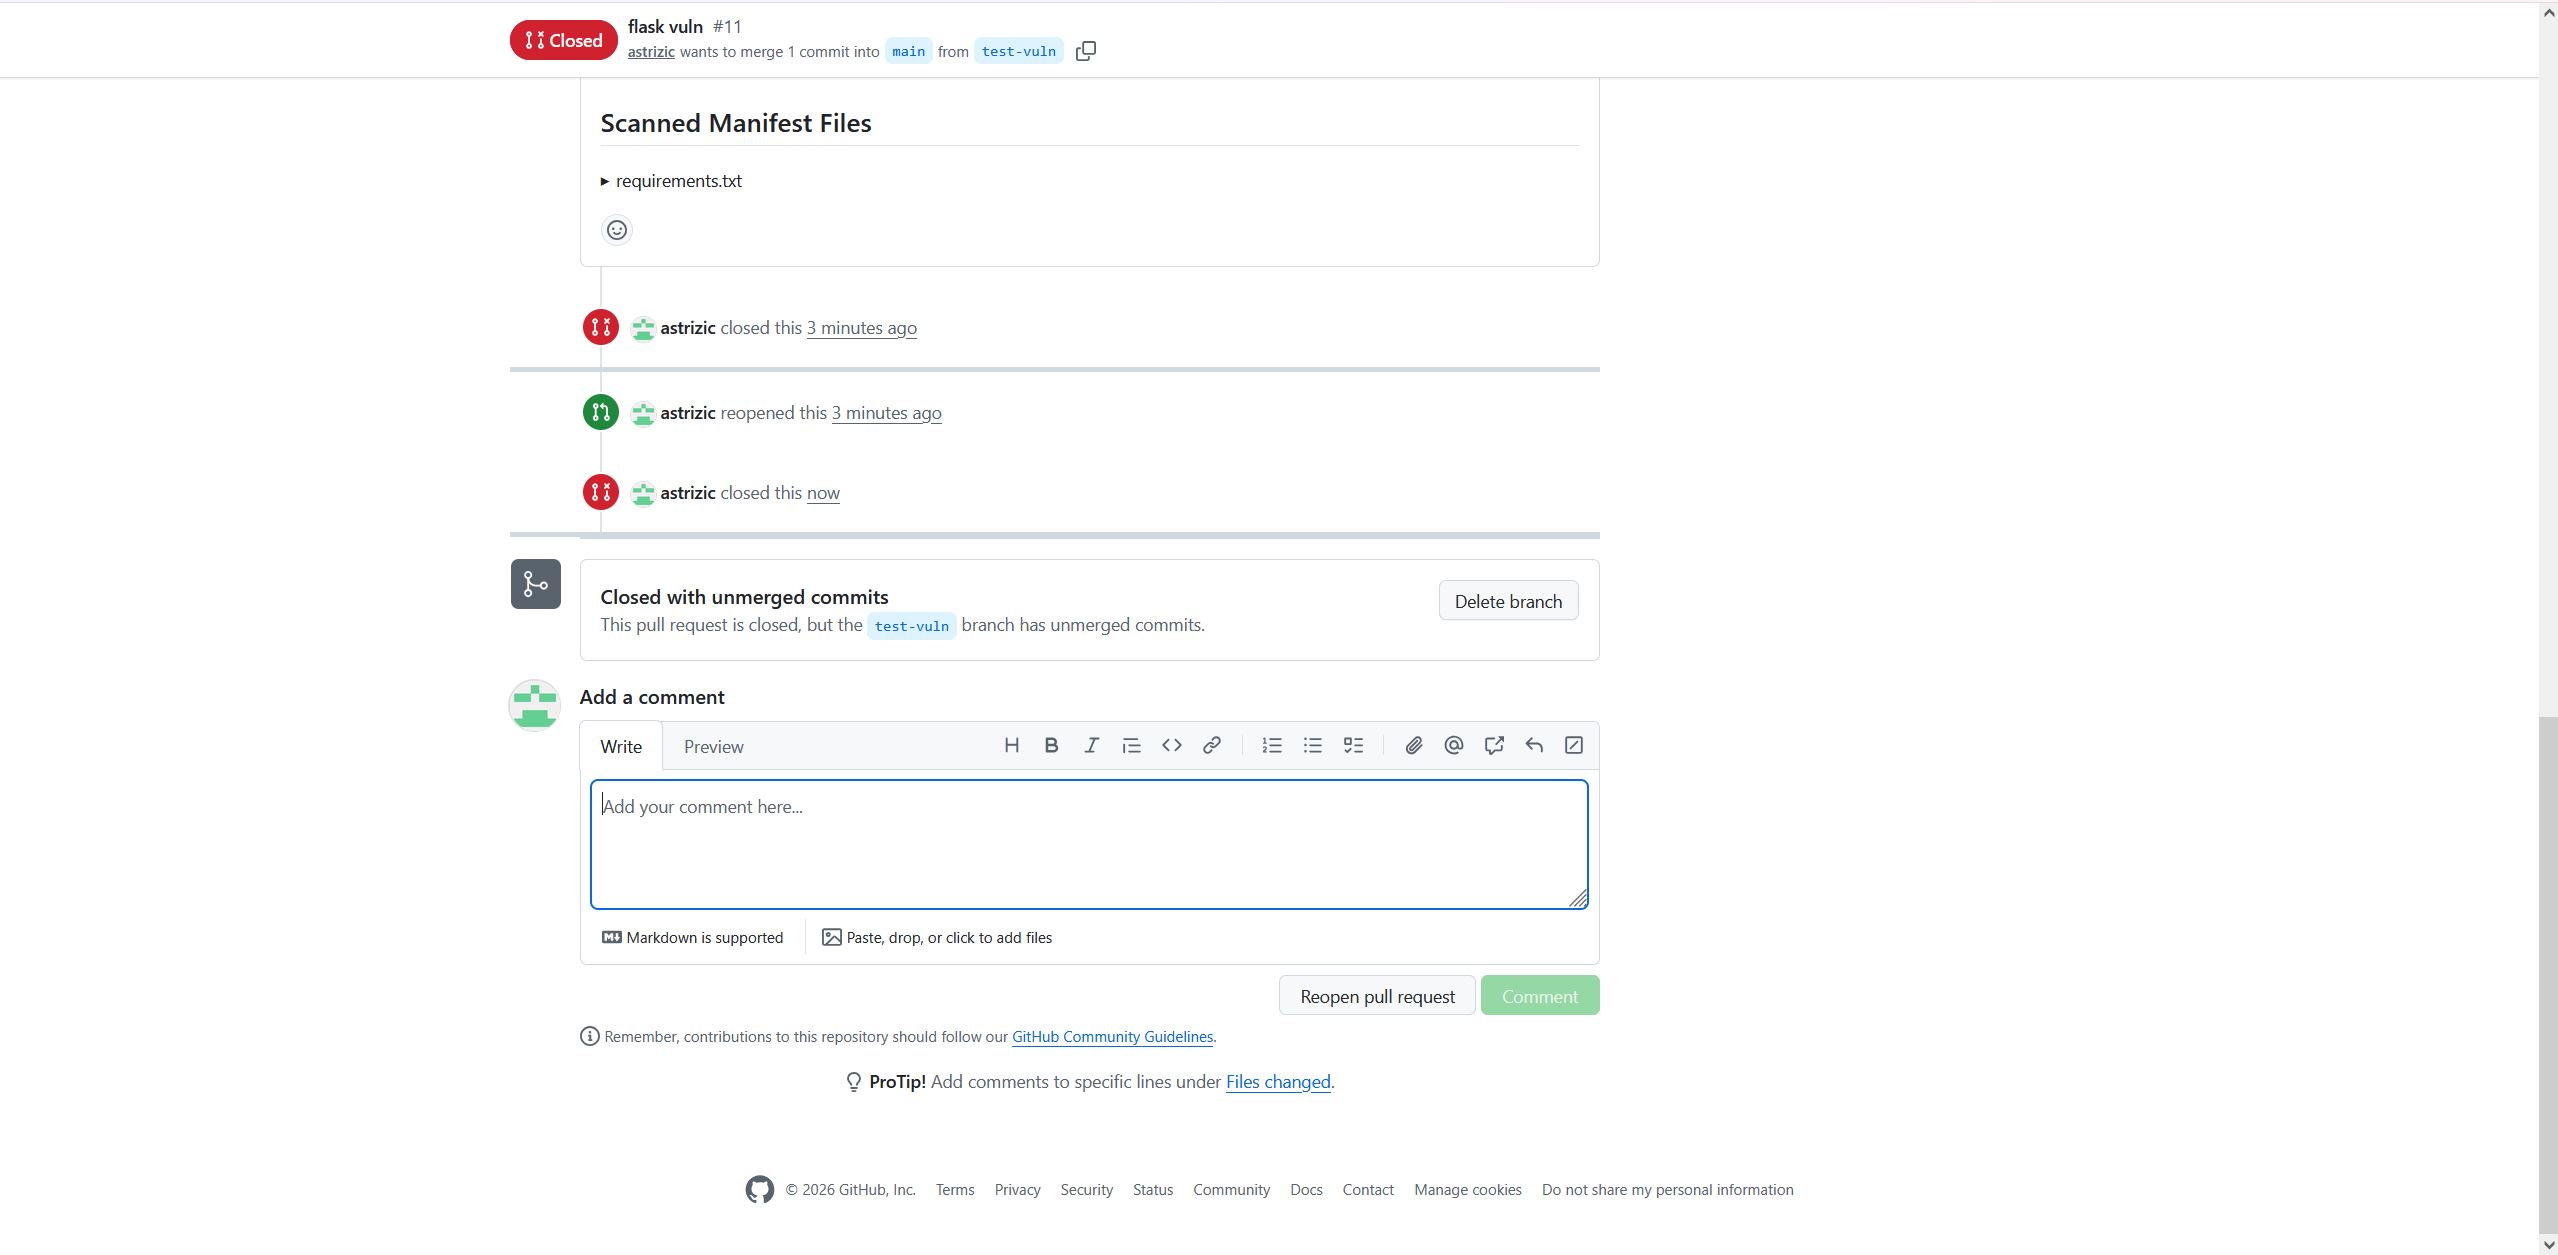 Closed
flask vuln #11
astrizic wants to merge 1 commit into main from test-vuln
Scanned Manifest Files
requirements.txt
astrizic closed this 3 minutes ago
astrizic reopened this 3 minutes ago
astrizic closed this now
Closed with unmerged commits
Delete branch
This pull request is closed, but the test-vuln branch has unmerged commits.
Add a comment
Write Preview
Add your comment here...
Markdown is supported
Paste, drop, or click to add files
Reopen pull request
Comment
Remember, contributions to this repository should follow our GitHub Community Guidelines.
ProTip! Add comments to specific lines under Files changed.
© 2026 GitHub, Inc. Terms Privacy Security Status Community Docs Contact Manage cookies Do not share my personal information